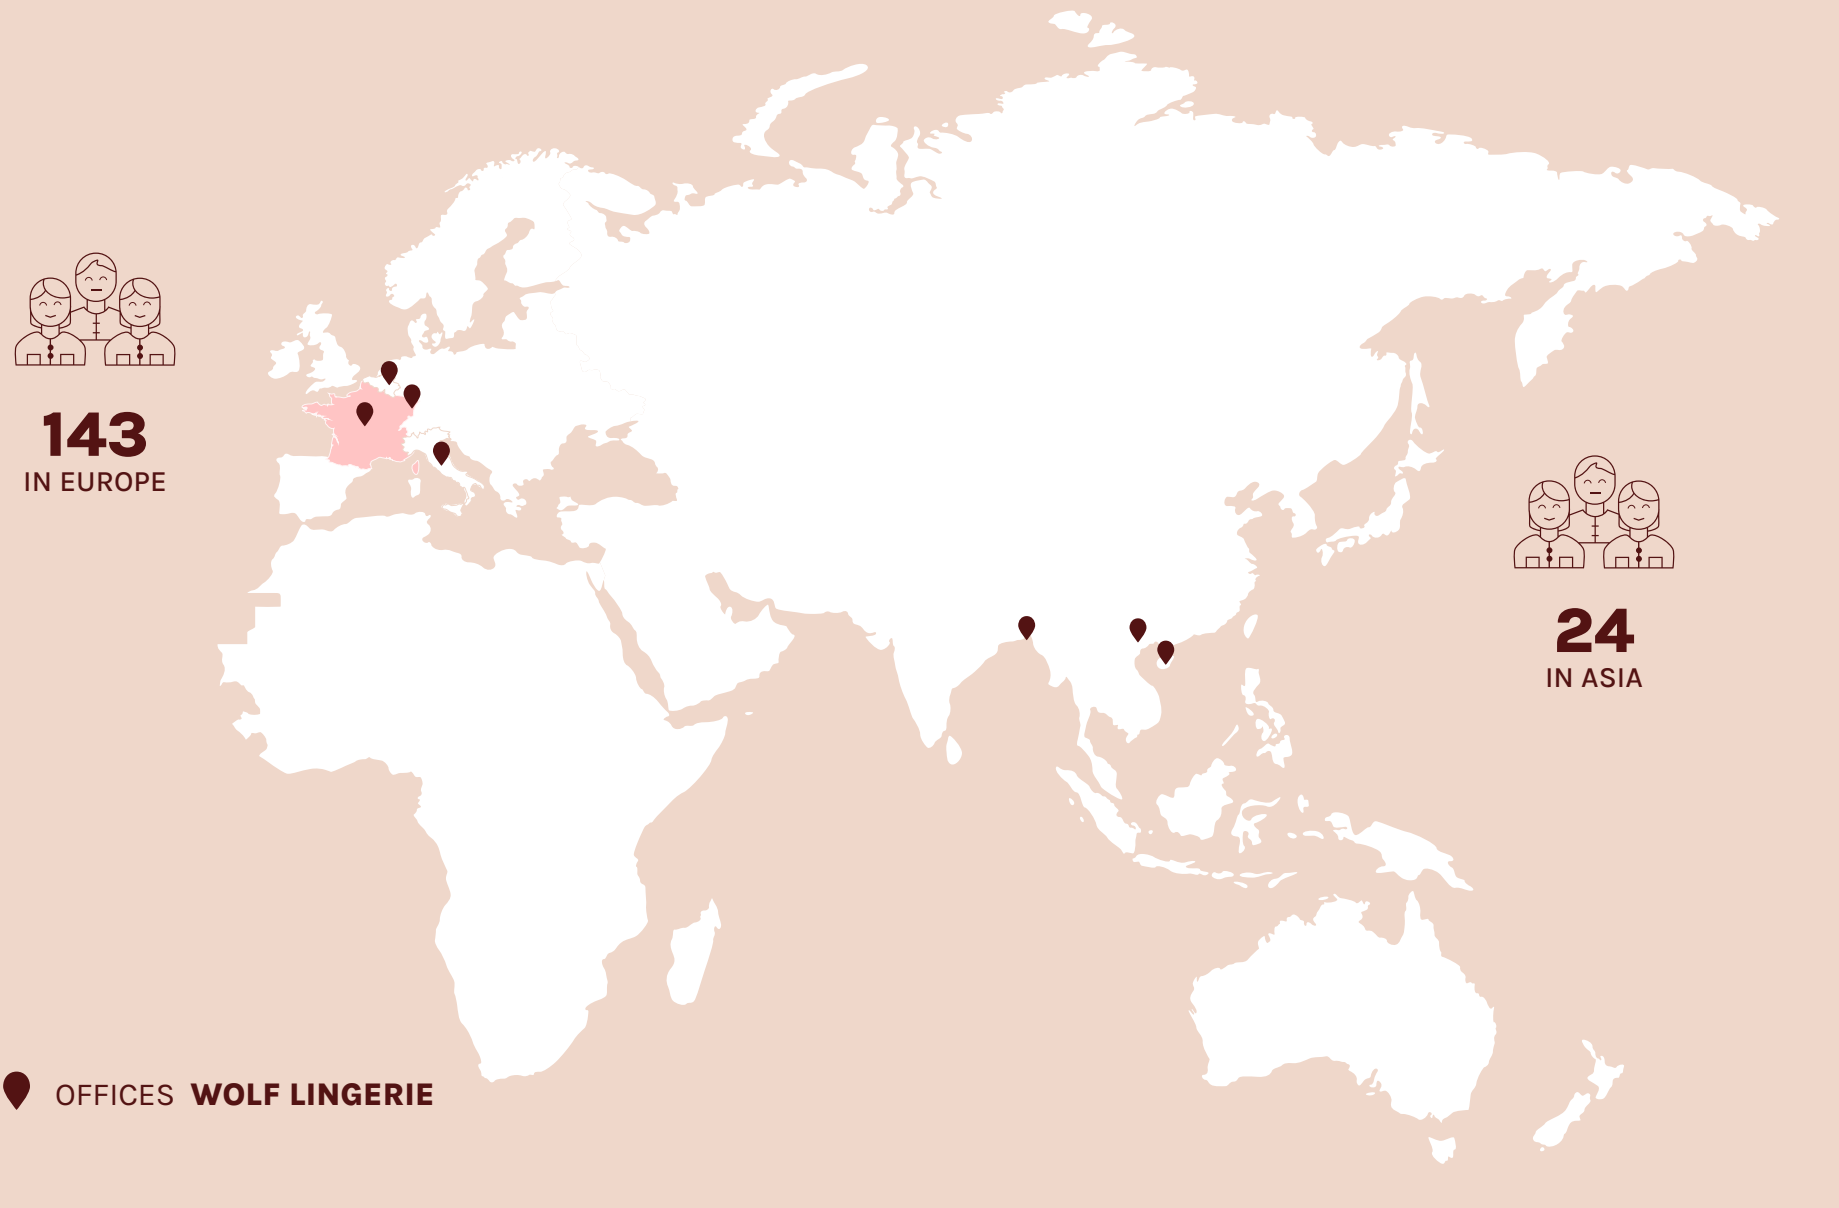 143
IN EUROPE
24
IN ASIA
OFFICES WOLF LINGERIE